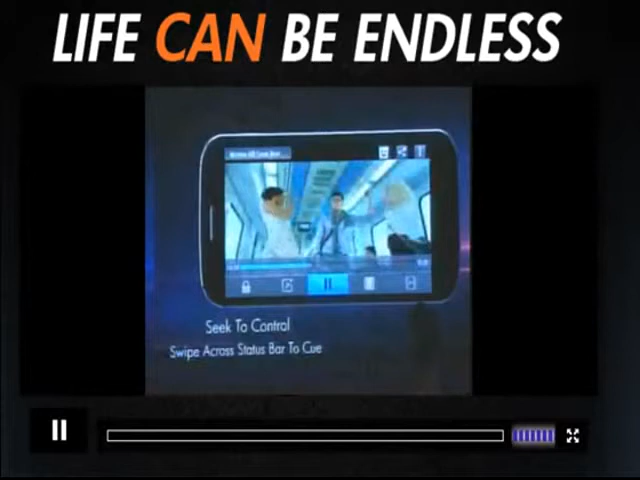 LIFE CAN BE ENDLESS
Seek To Control
Swipe Across Status Bar To Cue